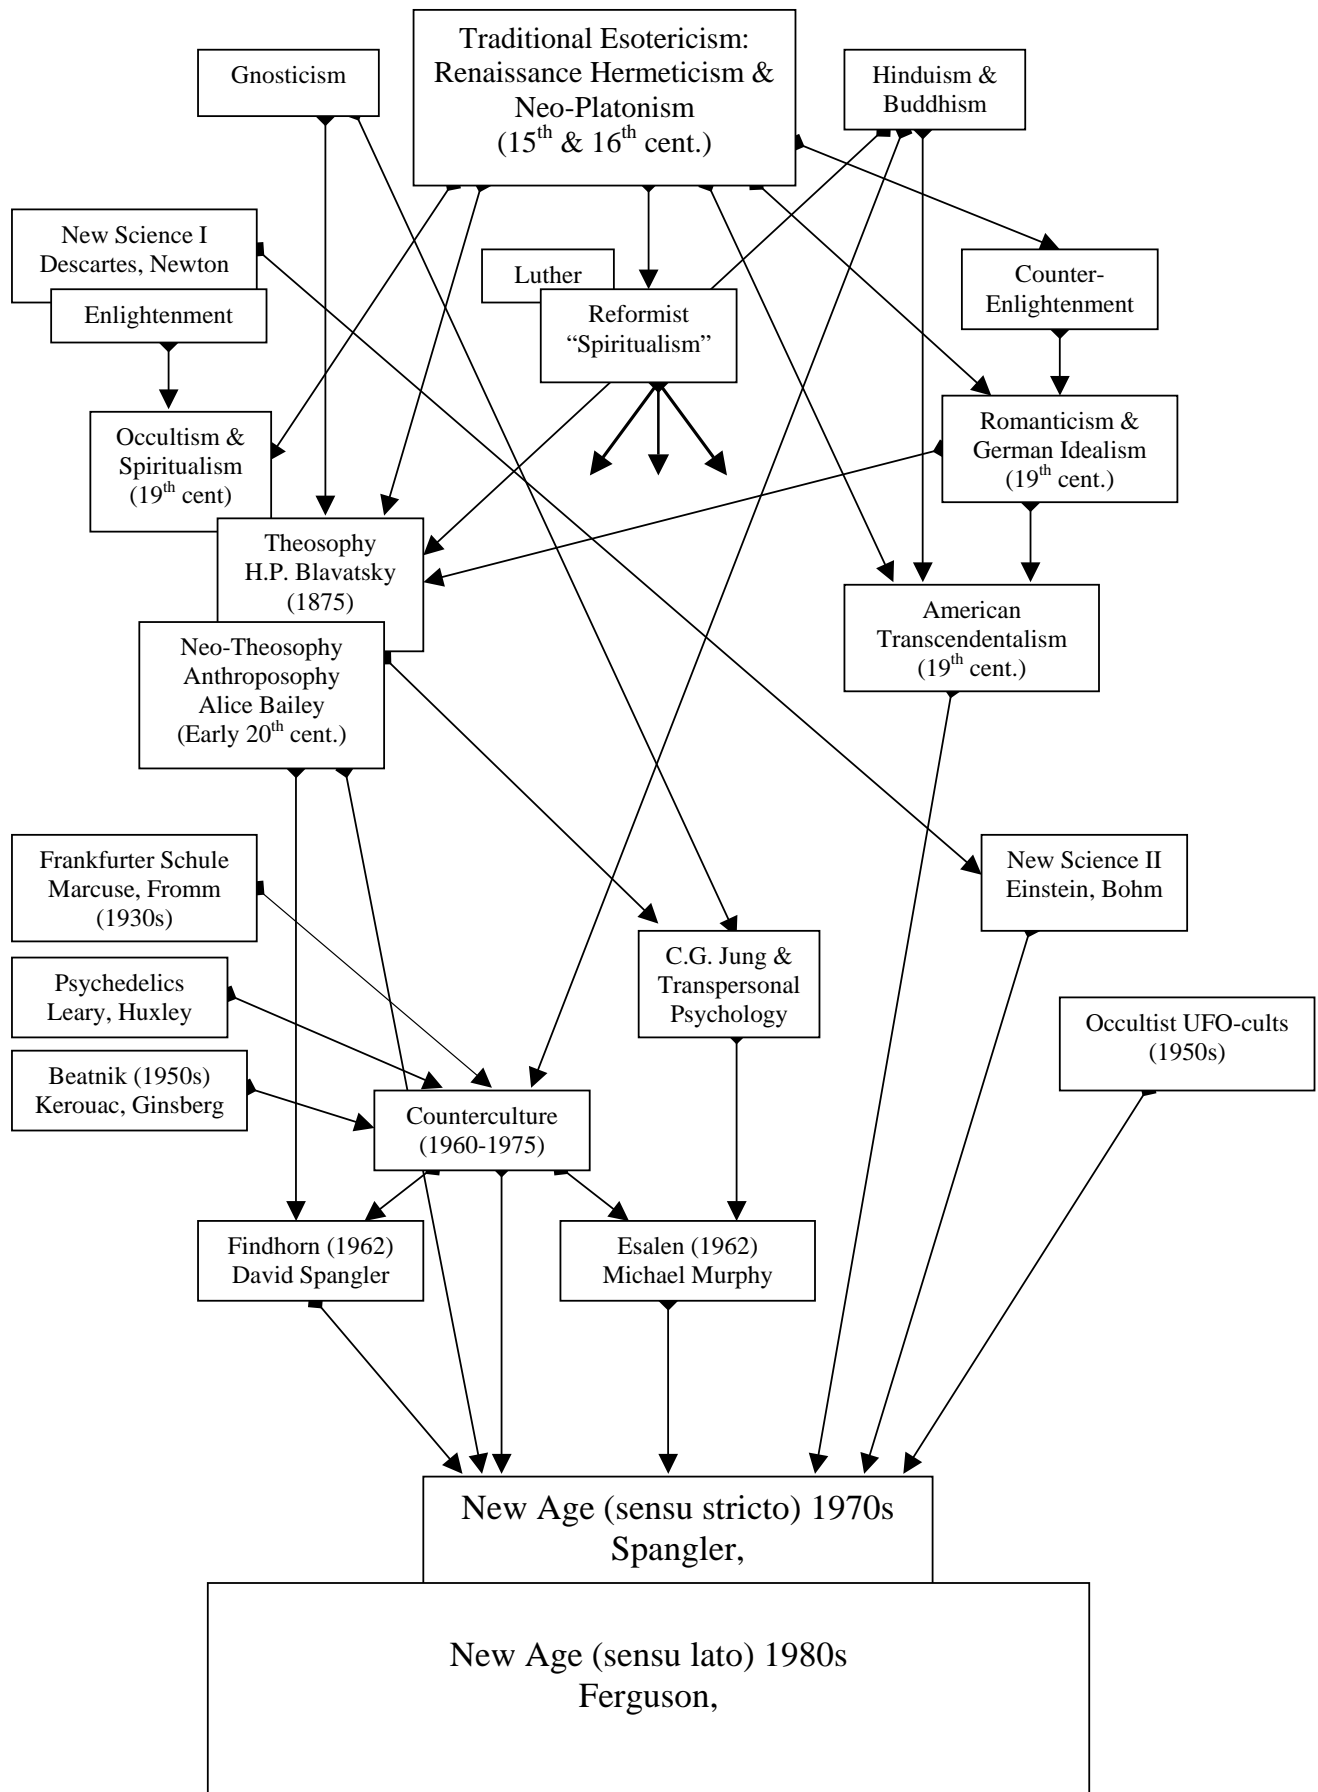 Traditional Esotericism:
Renaissance Hermeticism &
Neo-Platonism
(15th & 16th cent.)
Gnosticism
Hinduism &
Buddhism
New Science I
Descartes, Newton
Enlightenment
Luther
Reformist
“Spiritualism”
Counter-
Enlightenment
Occultism &
Spiritualism
(19th cent)
Romanticism &
German Idealism
(19th cent.)
Theosophy
H.P. Blavatsky
(1875)
American
Transcendentalism
(19th cent.)
Neo-Theosophy
Anthroposophy
Alice Bailey
(Early 20th cent.)
Frankfurter Schule
Marcuse, Fromm
(1930s)
New Science II
Einstein, Bohm
C.G. Jung &
Transpersonal
Psychology
Psychedelics
Leary, Huxley
Occultist UFO-cults
(1950s)
Beatnik (1950s)
Kerouac, Ginsberg
Counterculture
(1960-1975)
Findhorn (1962)
David Spangler
Esalen (1962)
Michael Murphy
New Age (sensu stricto) 1970s
Spangler,
New Age (sensu lato) 1980s
Ferguson,